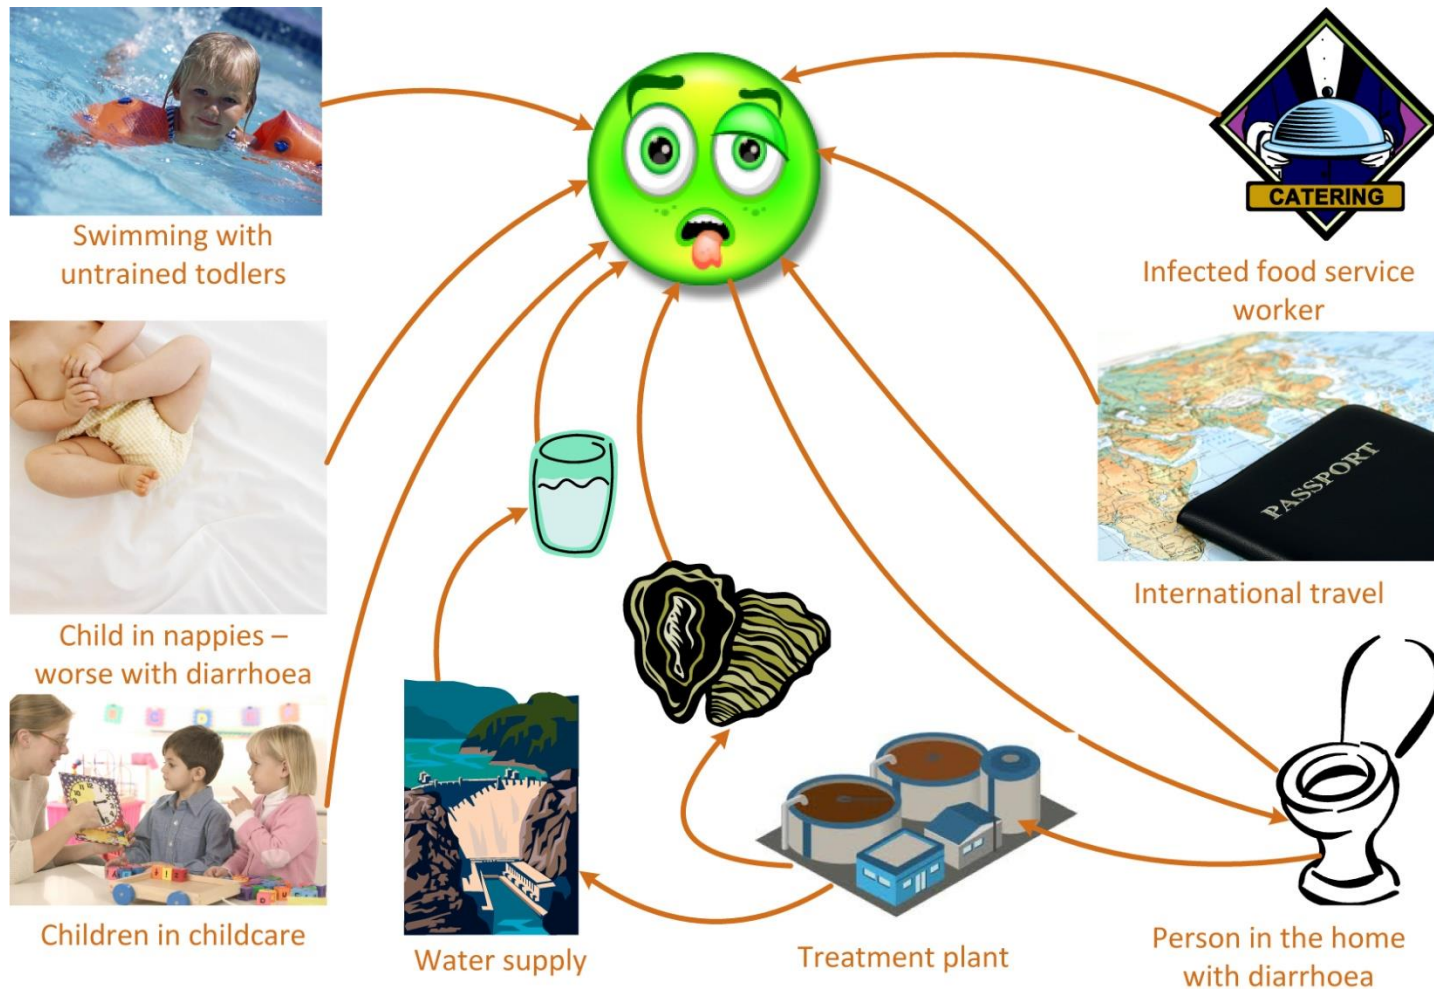 Swimming with
untrained todlers
CATERING
Infected food service
worker
PASSPORT
International travel
Child in nappies –
worse with diarrhoea
Children in childcare
Water supply
Treatment plant
Person in the home
with diarrhoea